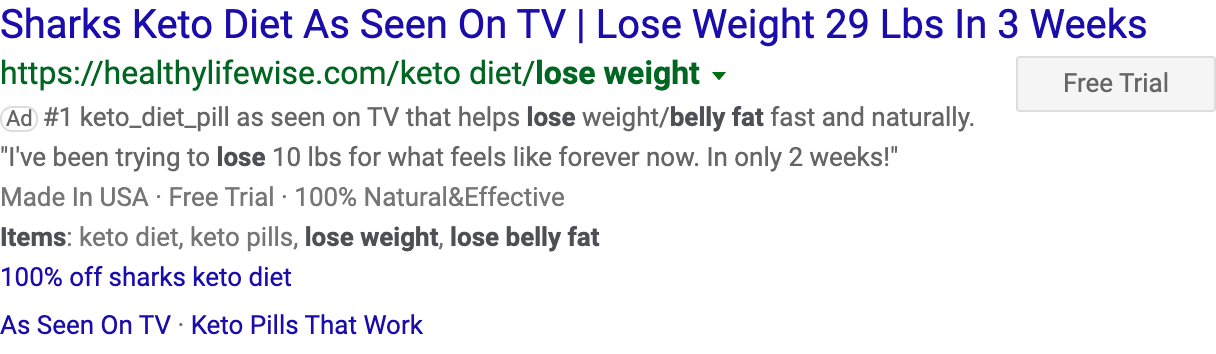 Sharks Keto Diet As Seen On TV | Lose Weight 29 Lbs In 3 Weeks
https://healthylifewise.com/keto diet/lose weight
Free Trial
Ad #1 keto_diet_pill as seen on TV that helps lose weight/belly fat fast and naturally.
"I've been trying to lose 10 lbs for what feels like forever now. In only 2 weeks!"
Made In USA · Free Trial · 100% Natural&Effective
Items: keto diet, keto pills, lose weight, lose belly fat
100% off sharks keto diet
As Seen On TV · Keto Pills That Work